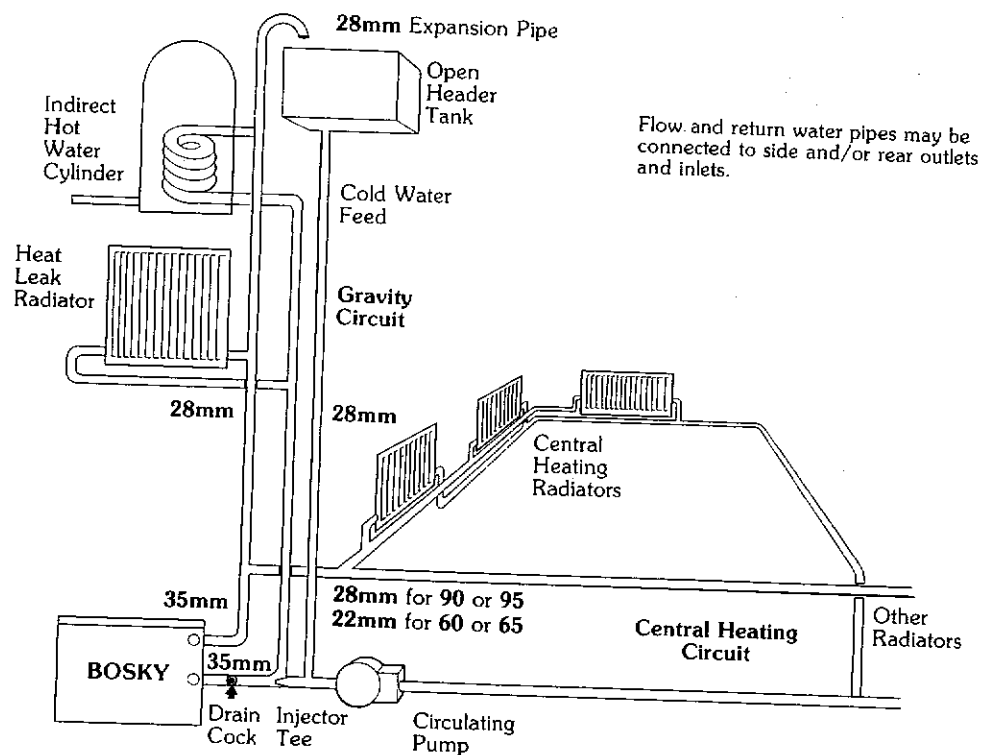 28mm Expansion Pipe
Open
Header
Tank
Indirect
Hot
Water
Cylinder
Flow and return water pipes may be
connected to side and/or rear outlets
and inlets.
Cold Water
Feed
Heat
Leak
Radiator
Gravity
Circuit
28mm
28mm
Central
Heating
Radiators
35mm
28mm for 90 or 95
22mm for 60 or 65
Central Heating
Circuit
Other
Radiators
BOSKY
35mm
Drain
Cock
Injector
Tee
Circulating
Pump